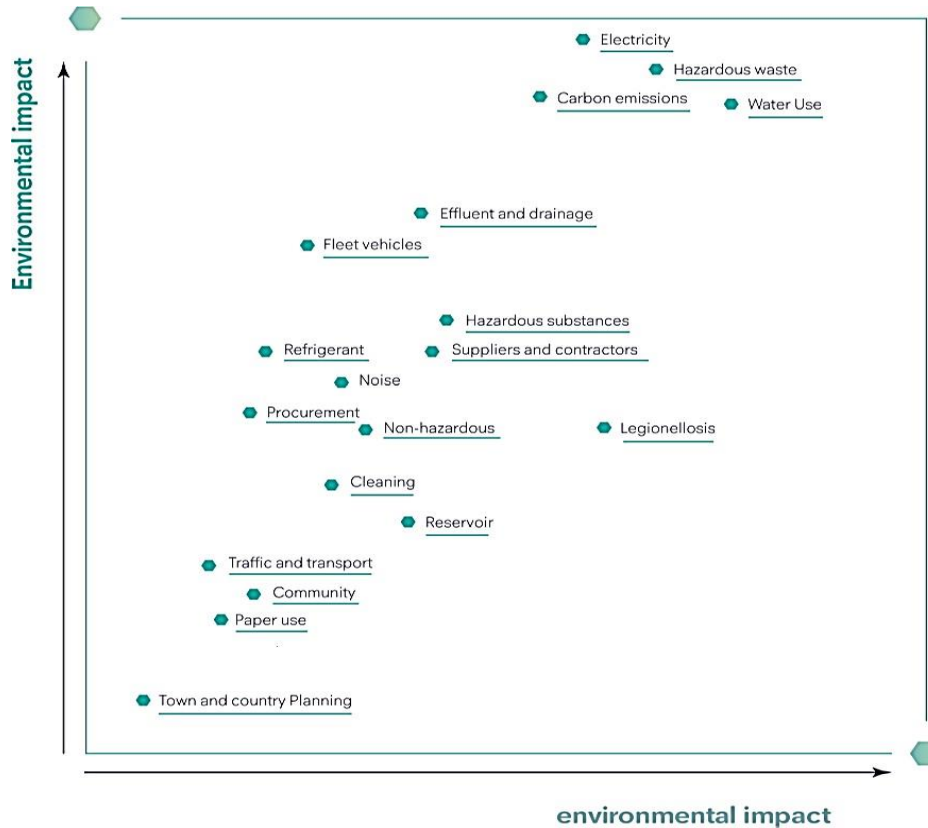 Environmental impact
Electricity
Hazardous waste
Carbon emissions
Water Use
Effluent and drainage
Fleet vehicles
Hazardous substances
Refrigerant
Suppliers and contractors
Noise
Procurement
Non-hazardous
Legionellosis
Cleaning
Reservoir
Traffic and transport
Community
Paper use
Town and country Planning
environmental impact